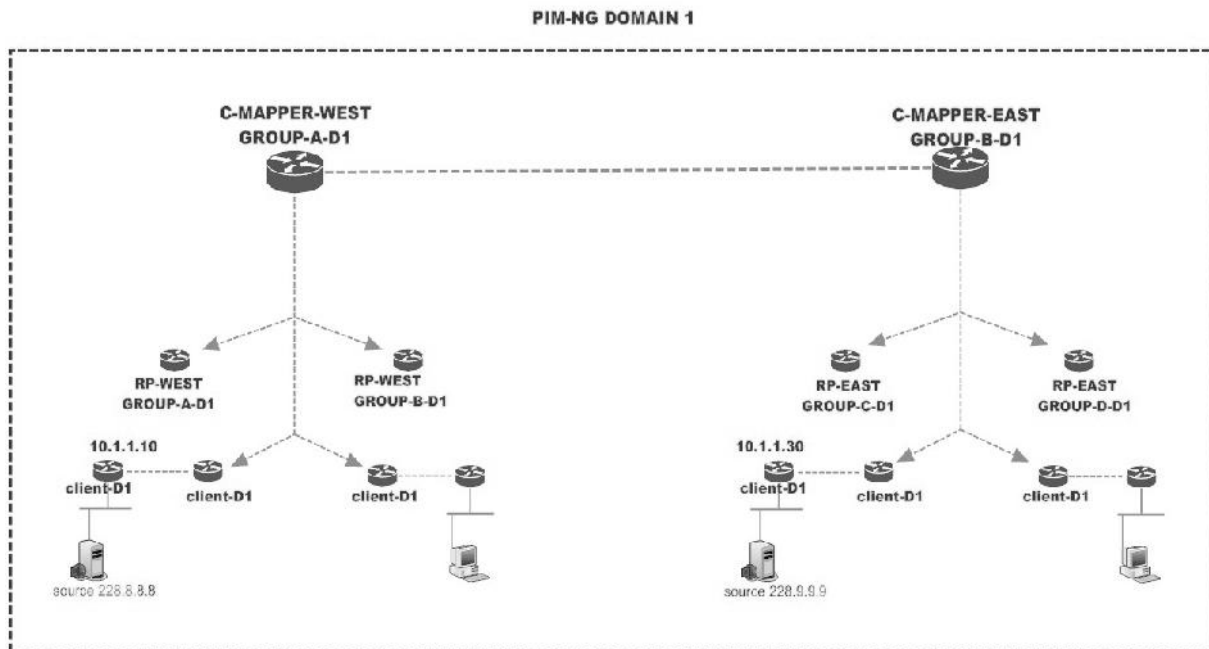 PIM-NG DOMAIN 1
C-MAPPER-WEST
GROUP-A-D1
C-MAPPER-EAST
GROUP-B-D1
RP-WEST
GROUP-A-D1
RP-WEST
GROUP-B-D1
RP-EAST
GROUP-C-D1
RP-EAST
GROUP-D-D1
10.1.1.10
client-D1
client-D1
client-D1
10.1.1.30
client-D1
client-D1
client-D1
source 228.8.8.8
source 228.9.9.9